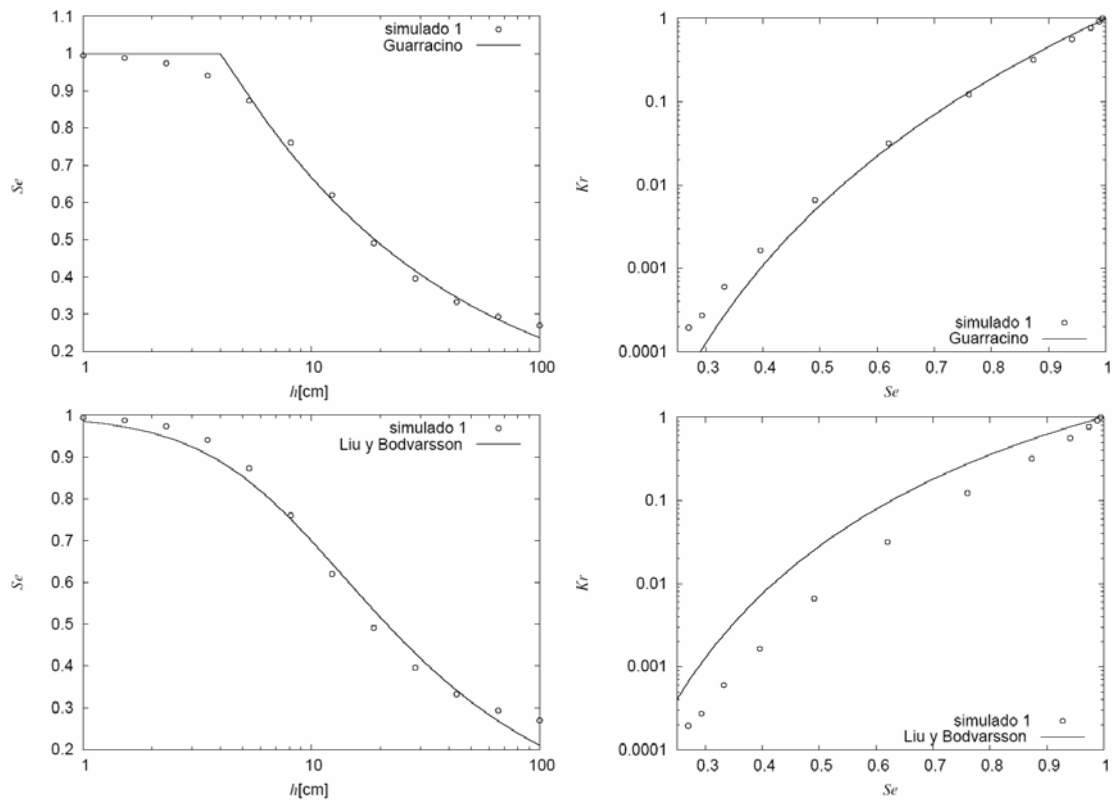 1.1
1
0.9
0.8
0.7
0.6
0.5
0.4
0.3
0.2
Se
1 10 100
h[cm]
simulado 1
Guarracino
1
0.1
0.01
0.001
0.0001
Kr
0.3 0.4 0.5 0.6 0.7 0.8 0.9 1
Se
simulado 1
Guarracino
1
0.9
0.8
0.7
0.6
0.5
0.4
0.3
0.2
Se
1 10 100
h[cm]
simulado 1
Liu y Bodvarsson
1
0.1
0.01
0.001
0.0001
Kr
0.3 0.4 0.5 0.6 0.7 0.8 0.9 1
Se
simulado 1
Liu y Bodvarsson